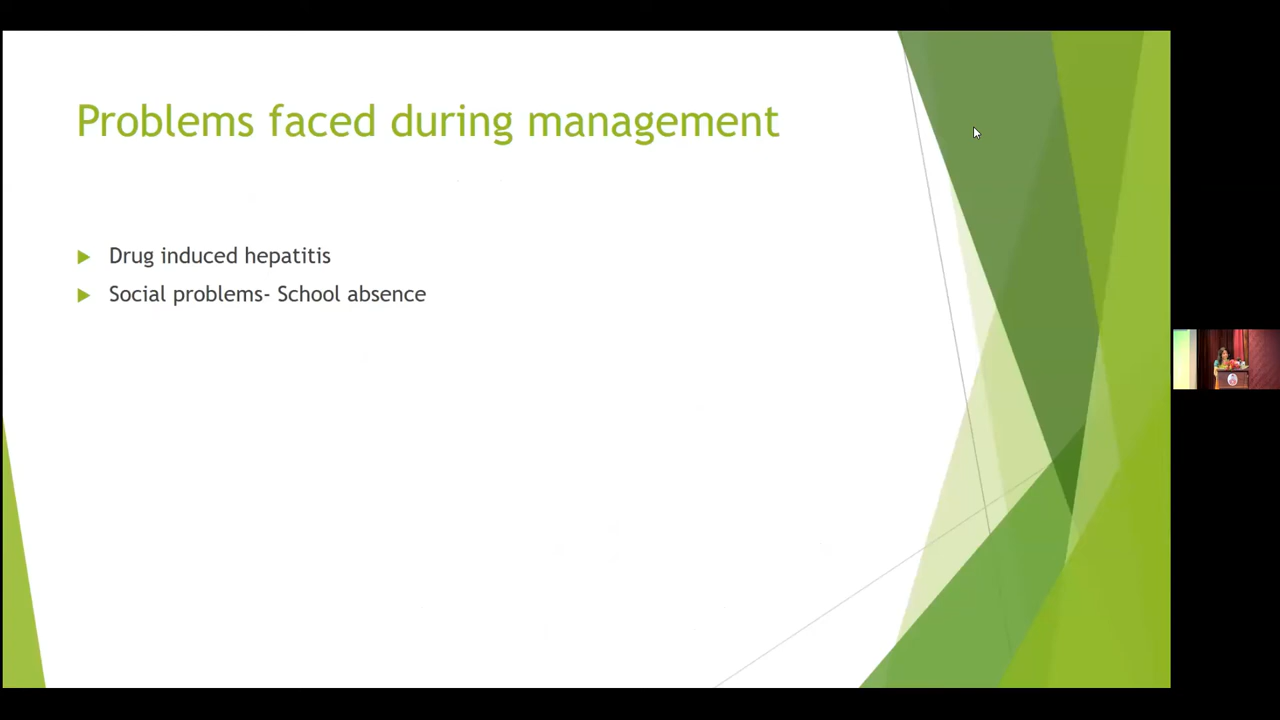 Problems faced during management
Drug induced hepatitis
Social problems- School absence